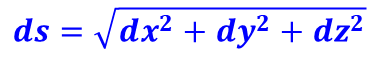 ds = √dx² + dy² + dz²